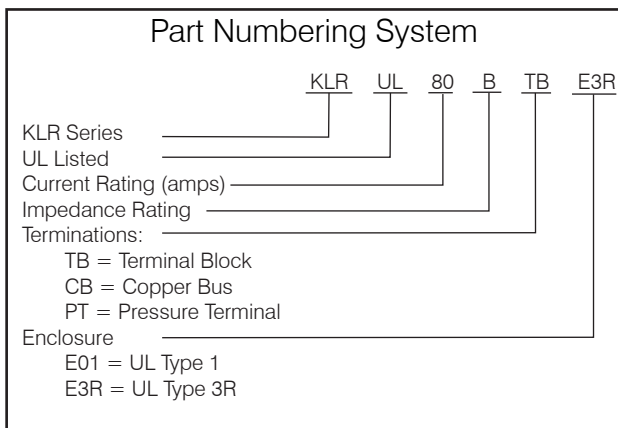 Part Numbering System
KLR UL 80 B TB E3R
KLR Series
UL Listed
Current Rating (amps)
Impedance Rating
Terminations:
TB = Terminal Block
CB = Copper Bus
PT = Pressure Terminal
Enclosure
E01 = UL Type 1
E3R = UL Type 3R